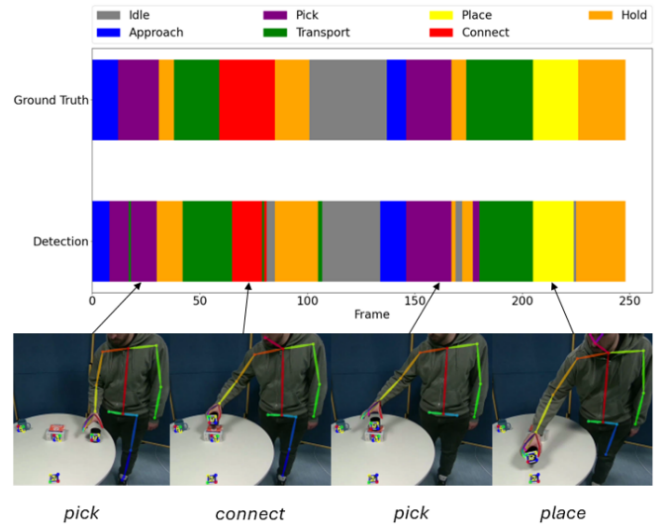 Idle Pick Place Hold
Approach Transport Connect
Ground Truth
Detection
0 50 100 150 200 250
Frame
pick connect pick place